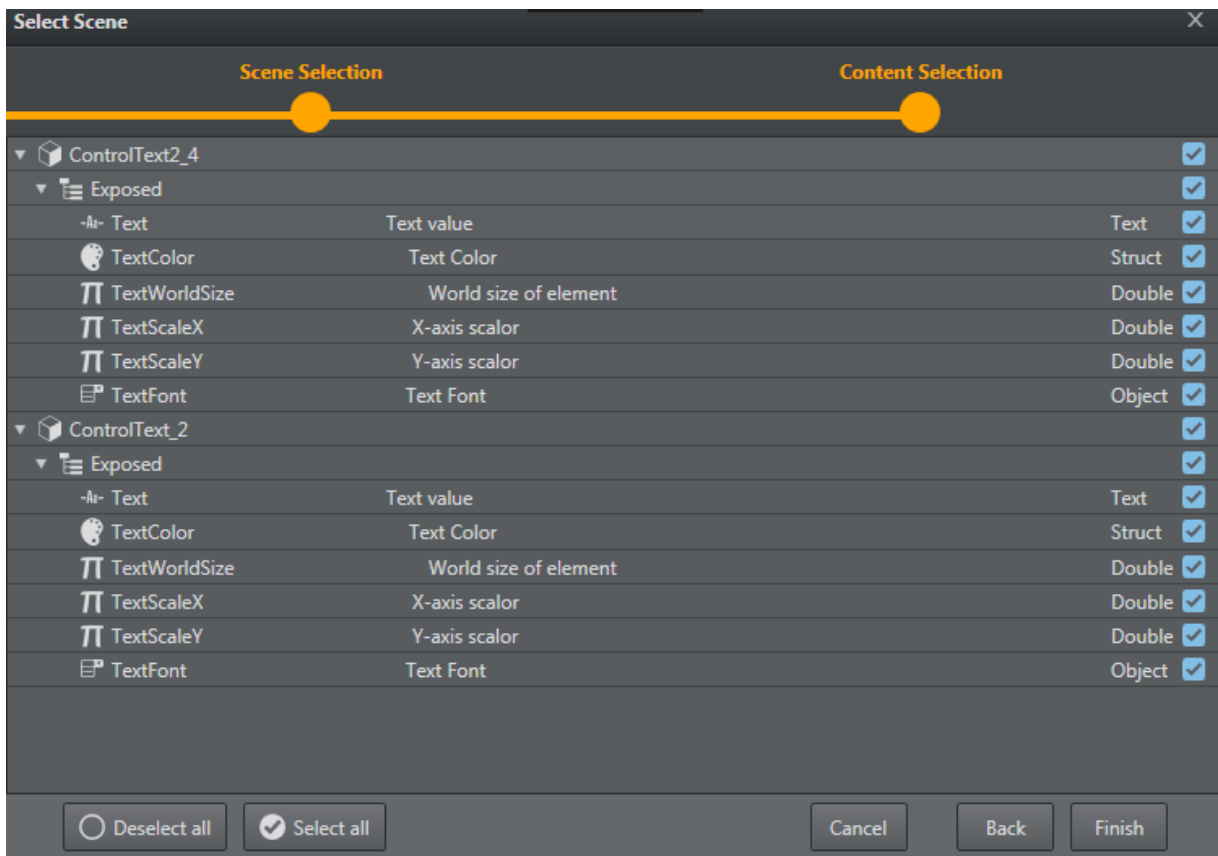 Select Scene
Scene Selection Content Selection
ControlText2_4
Exposed
-Aa- Text Text value Text
TextColor Text Color Struct
TextWorldSize World size of element Double
TextScaleX X-axis scalor Double
TextScaleY Y-axis scalor Double
TextFont Text Font Object
ControlText_2
Exposed
-Aa- Text Text value Text
TextColor Text Color Struct
TextWorldSize World size of element Double
TextScaleX X-axis scalor Double
TextScaleY Y-axis scalor Double
TextFont Text Font Object
Deselect all Select all Cancel Back Finish